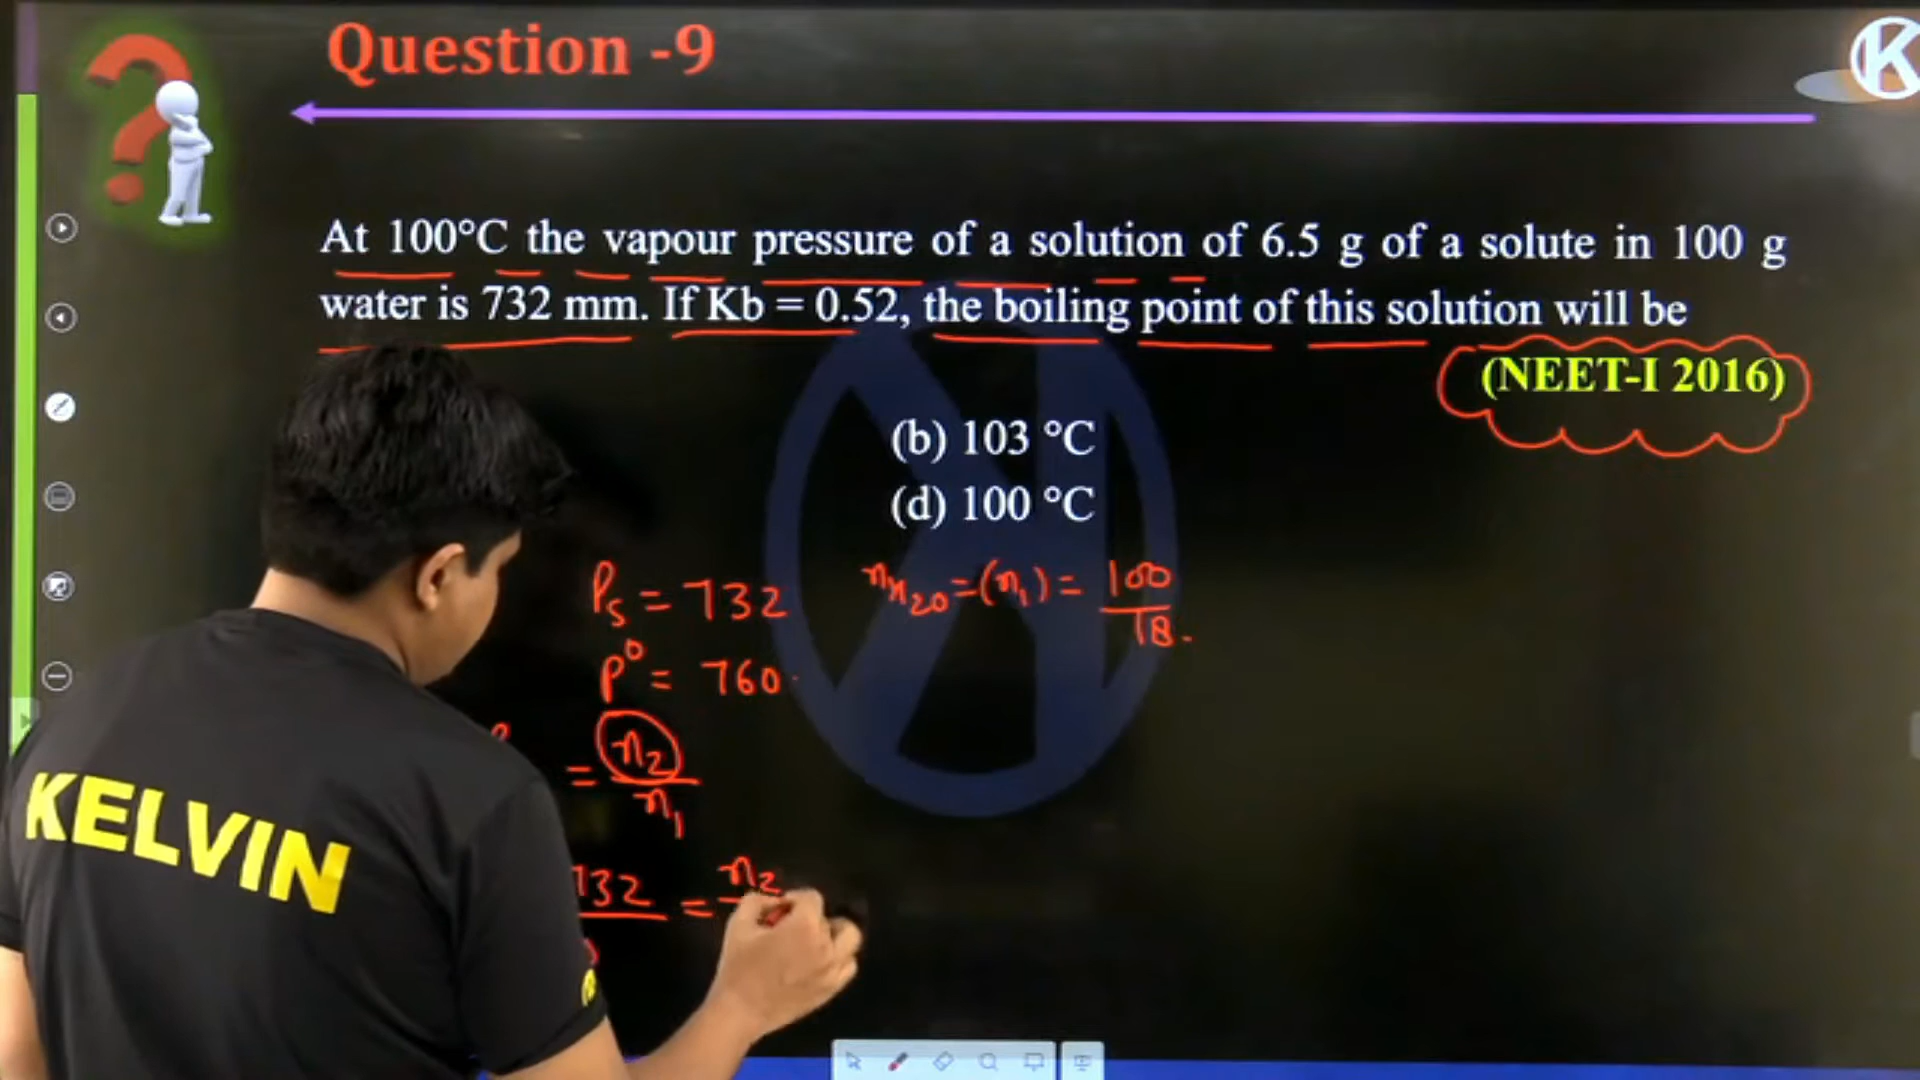 Question -9
K
At 100°C the vapour pressure of a solution of 6.5 g of a solute in 100 g
water is 732 mm. If Kb = 0.52, the boiling point of this solution will be
(NEET-I 2016)
(b) 103 °C
(d) 100 °C
Ps = 732
nH20 = (n1) = 100/18.
P° = 760.
= n2/n1
732 = n2
KELVIN